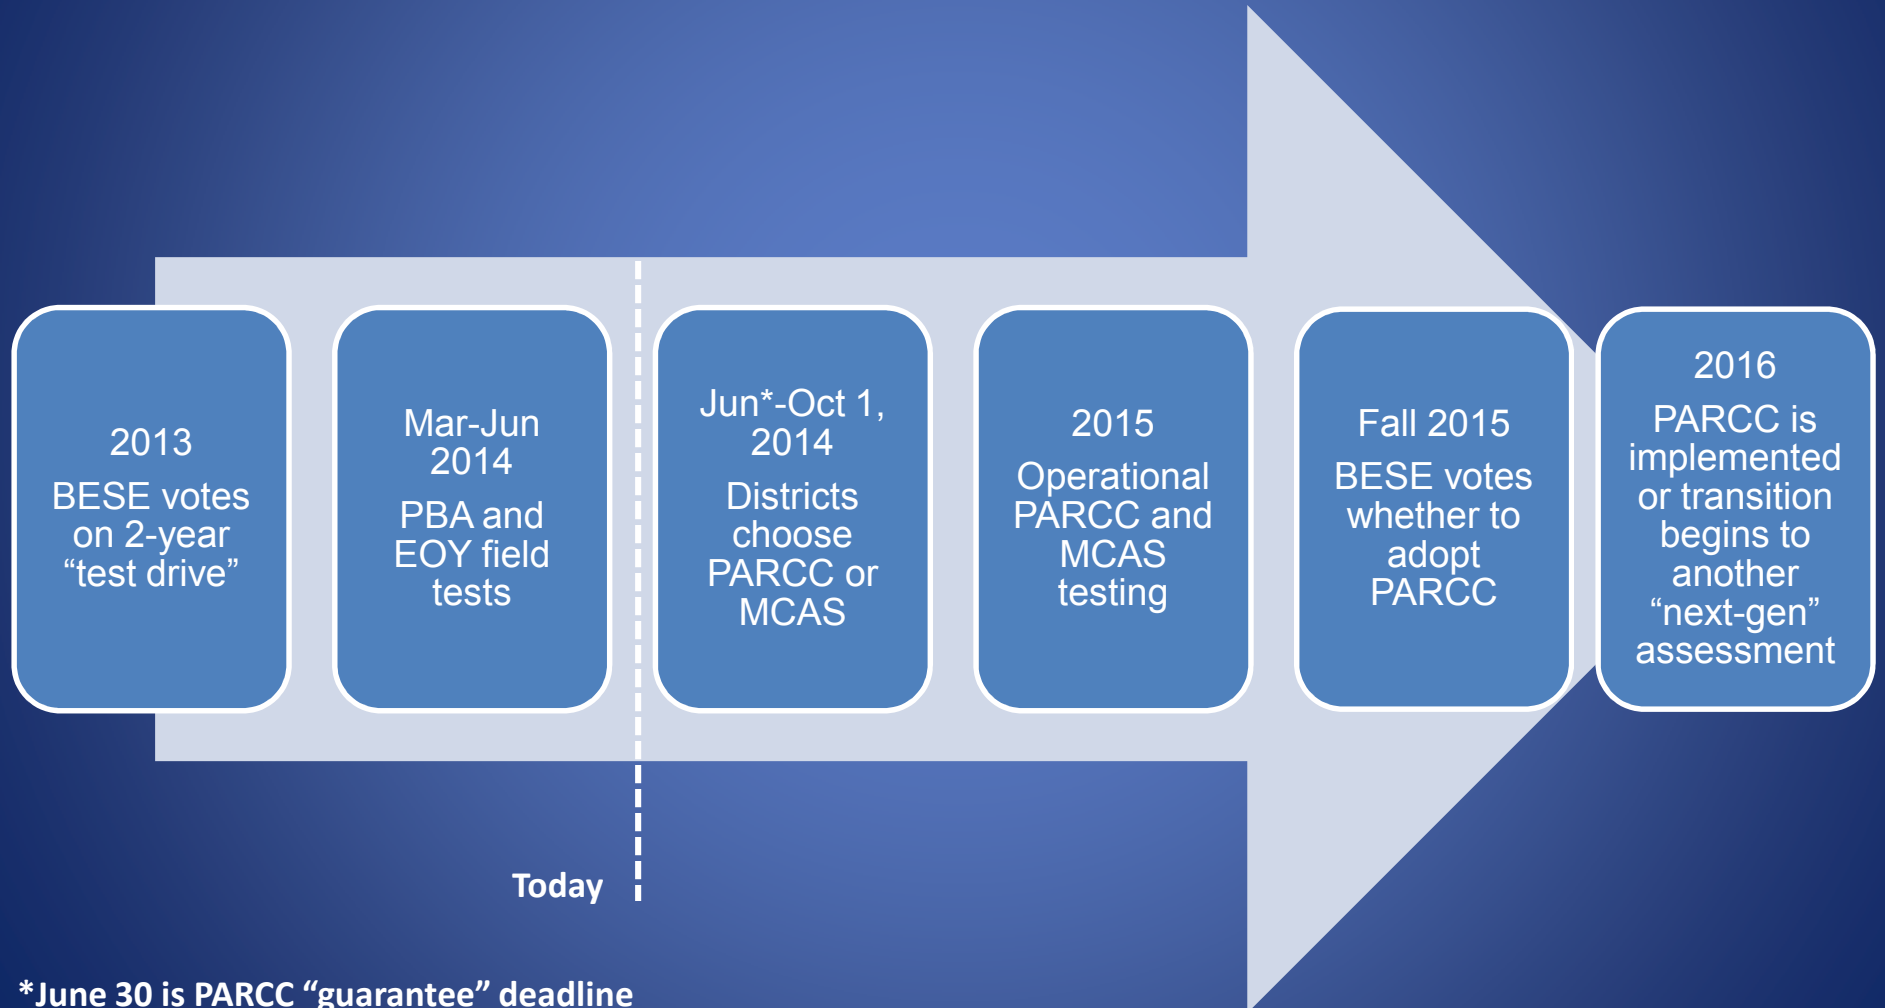 2013
BESE votes
on 2-year
“test drive”
Mar-Jun
2014
PBA and
EOY field
tests
Jun*-Oct 1,
2014
Districts
choose
PARCC or
MCAS
2015
Operational
PARCC and
MCAS
testing
Fall 2015
BESE votes
whether to
adopt
PARCC
2016
PARCC is
implemented
or transition
begins to
another
“next-gen”
assessment
Today
*June 30 is PARCC “guarantee” deadline